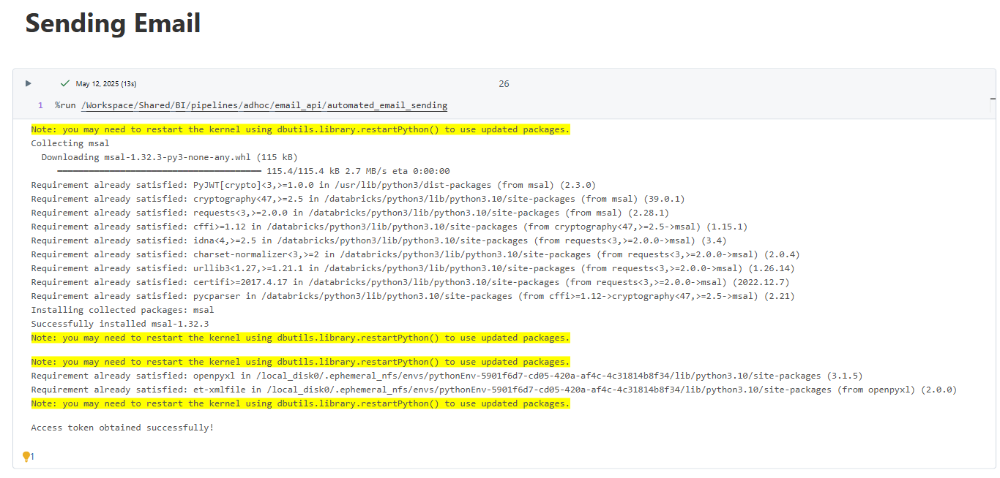 Sending Email
May 12, 2025 (13s)
26
1 %run /Workspace/Shared/BI/pipelines/adhoc/email_api/automated_email_sending
Note: you may need to restart the kernel using dbutils.library.restartPython() to use updated packages.
Collecting msal
Downloading msal-1.32.3-py3-none-any.whl (115 kB)
115.4/115.4 kB 2.7 MB/s eta 0:00:00
Requirement already satisfied: PyJWT[crypto]<3,>=1.0.0 in /usr/lib/python3/dist-packages (from msal) (2.3.0)
Requirement already satisfied: cryptography<47,>=2.5 in /databricks/python3/lib/python3.10/site-packages (from msal) (39.0.1)
Requirement already satisfied: requests<3,>=2.0.0 in /databricks/python3/lib/python3.10/site-packages (from msal) (2.28.1)
Requirement already satisfied: cffi>=1.12 in /databricks/python3/lib/python3.10/site-packages (from cryptography<47,>=2.5->msal) (1.15.1)
Requirement already satisfied: idna<4,>=2.5 in /databricks/python3/lib/python3.10/site-packages (from requests<3,>=2.0.0->msal) (3.4)
Requirement already satisfied: charset-normalizer<3,>=2 in /databricks/python3/lib/python3.10/site-packages (from requests<3,>=2.0.0->msal) (2.0.4)
Requirement already satisfied: urllib3<1.27,>=1.21.1 in /databricks/python3/lib/python3.10/site-packages (from requests<3,>=2.0.0->msal) (1.26.14)
Requirement already satisfied: certifi>=2017.4.17 in /databricks/python3/lib/python3.10/site-packages (from requests<3,>=2.0.0->msal) (2022.12.7)
Requirement already satisfied: pycparser in /databricks/python3/lib/python3.10/site-packages (from cffi>=1.12->cryptography<47,>=2.5->msal) (2.21)
Installing collected packages: msal
Successfully installed msal-1.32.3
Note: you may need to restart the kernel using dbutils.library.restartPython() to use updated packages.
Note: you may need to restart the kernel using dbutils.library.restartPython() to use updated packages.
Requirement already satisfied: openpyxl in /local_disk0/.ephemeral_nfs/envs/pythonEnv-5901f6d7-cd05-420a-af4c-4c31814b8f34/lib/python3.10/site-packages (3.1.5)
Requirement already satisfied: et-xmlfile in /local_disk0/.ephemeral_nfs/envs/pythonEnv-5901f6d7-cd05-420a-af4c-4c31814b8f34/lib/python3.10/site-packages (from openpyxl) (2.0.0)
Note: you may need to restart the kernel using dbutils.library.restartPython() to use updated packages.
Access token obtained successfully!
1